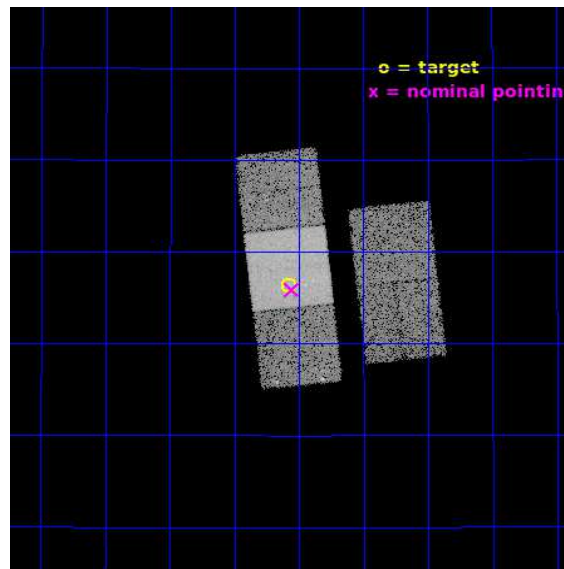 o = target
x = nominal pointin